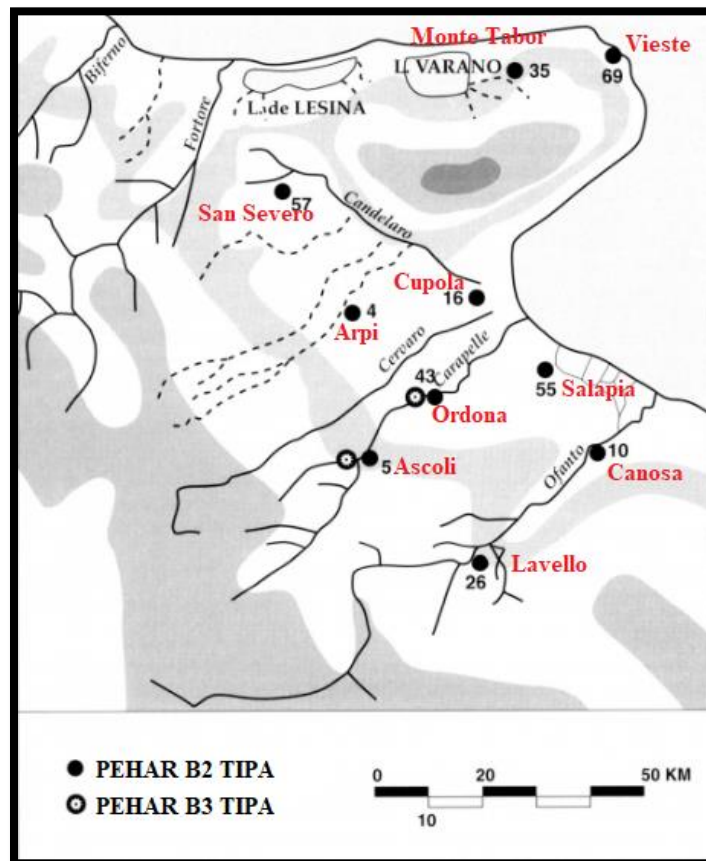 Monte Tabor
Vieste
Biferno
L. VARANO
35
69
Fortore
L. de LESINA
San Severo
57
Candelaro
Cupola
16
4
Arpi
Cervaro
Carapelle
43
Ordona
55
Salapia
5
Ascoli
Ofanto
10
Canosa
Lavello
26
PEHAR B2 TIPA
PEHAR B3 TIPA
0 20 50 KM
10